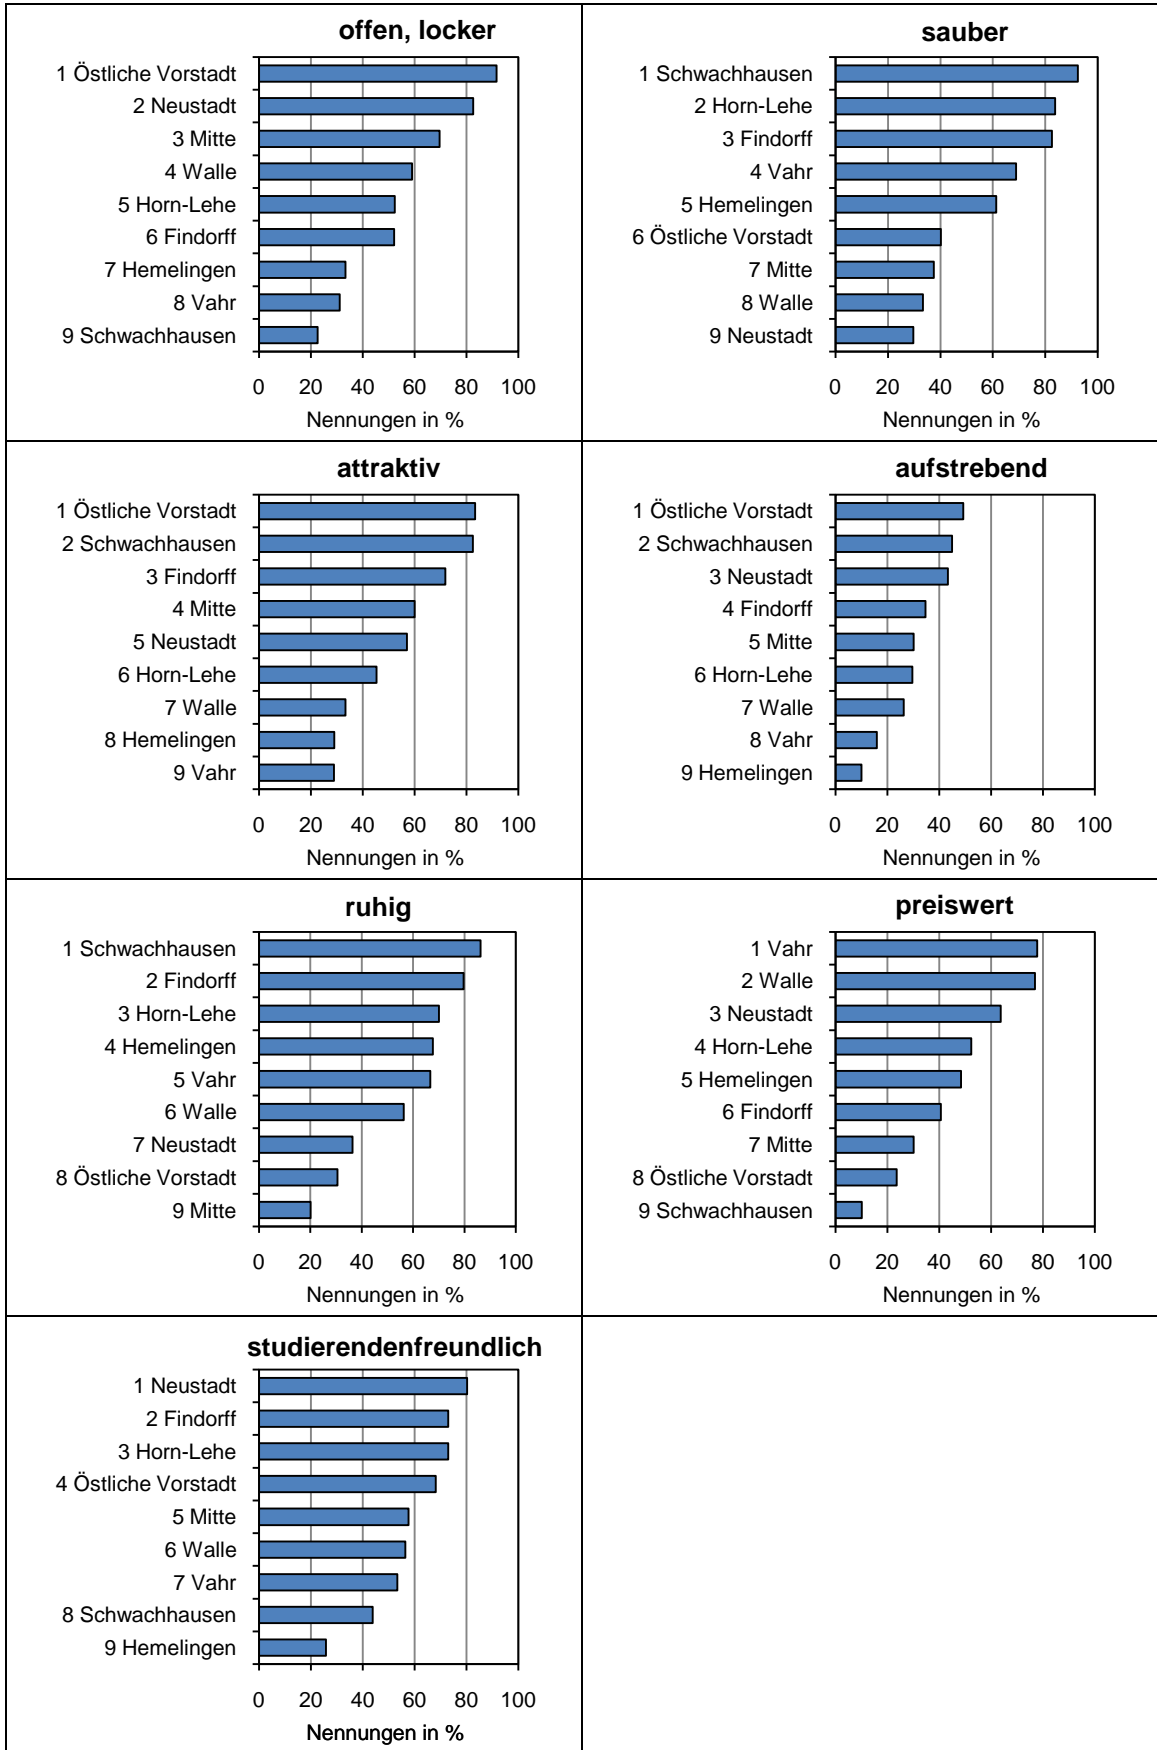 offen, locker
1 Östliche Vorstadt
2 Neustadt
3 Mitte
4 Walle
5 Horn-Lehe
6 Findorff
7 Hemelingen
8 Vahr
9 Schwachhausen
0 20 40 60 80 100
Nennungen in %
sauber
1 Schwachhausen
2 Horn-Lehe
3 Findorff
4 Vahr
5 Hemelingen
6 Östliche Vorstadt
7 Mitte
8 Walle
9 Neustadt
0 20 40 60 80 100
Nennungen in %
attraktiv
1 Östliche Vorstadt
2 Schwachhausen
3 Findorff
4 Mitte
5 Neustadt
6 Horn-Lehe
7 Walle
8 Hemelingen
9 Vahr
0 20 40 60 80 100
Nennungen in %
aufstrebend
1 Östliche Vorstadt
2 Schwachhausen
3 Neustadt
4 Findorff
5 Mitte
6 Horn-Lehe
7 Walle
8 Vahr
9 Hemelingen
0 20 40 60 80 100
Nennungen in %
ruhig
1 Schwachhausen
2 Findorff
3 Horn-Lehe
4 Hemelingen
5 Vahr
6 Walle
7 Neustadt
8 Östliche Vorstadt
9 Mitte
0 20 40 60 80 100
Nennungen in %
preiswert
1 Vahr
2 Walle
3 Neustadt
4 Horn-Lehe
5 Hemelingen
6 Findorff
7 Mitte
8 Östliche Vorstadt
9 Schwachhausen
0 20 40 60 80 100
Nennungen in %
studierendenfreundlich
1 Neustadt
2 Findorff
3 Horn-Lehe
4 Östliche Vorstadt
5 Mitte
6 Walle
7 Vahr
8 Schwachhausen
9 Hemelingen
0 20 40 60 80 100
Nennungen in %